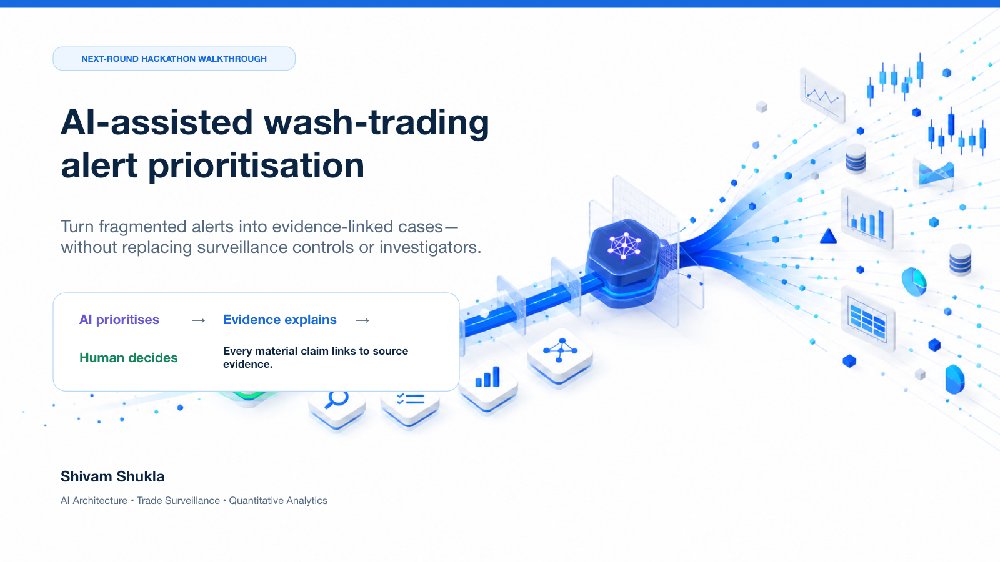 NEXT-ROUND HACKATHON WALKTHROUGH
AI-assisted wash-trading
alert prioritisation
Turn fragmented alerts into evidence-linked cases—
without replacing surveillance controls or investigators.
AI prioritises → Evidence explains →
Human decides
Every material claim links to source
evidence.
Shivam Shukla
AI Architecture • Trade Surveillance • Quantitative Analytics